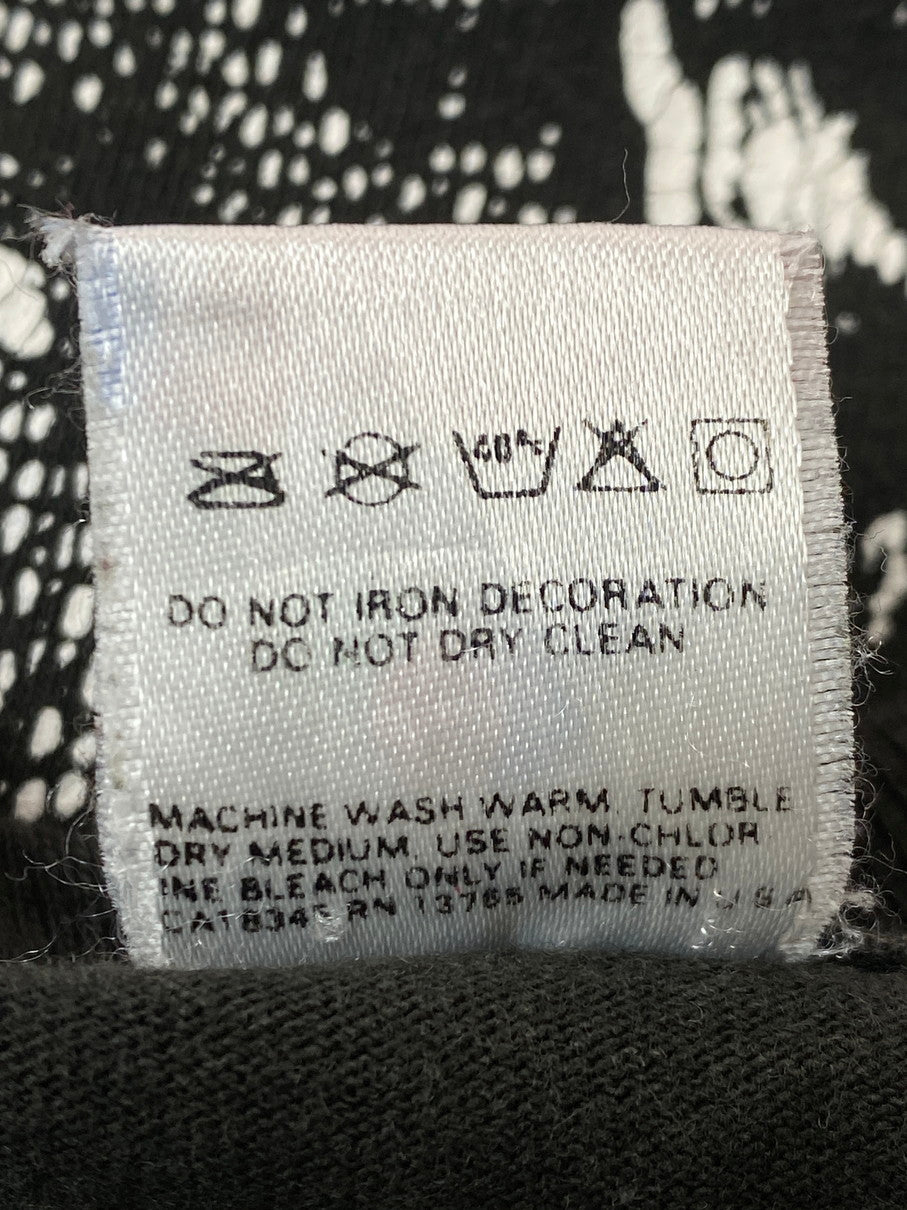 DO NOT IRON DECORATION
DO NOT DRY CLEAN
MACHINE WASH WARM. TUMBLE
DRY MEDIUM. USE NON-CHLOR
INE BLEACH ONLY IF NEEDED
RN 13765 MADE IN U S A